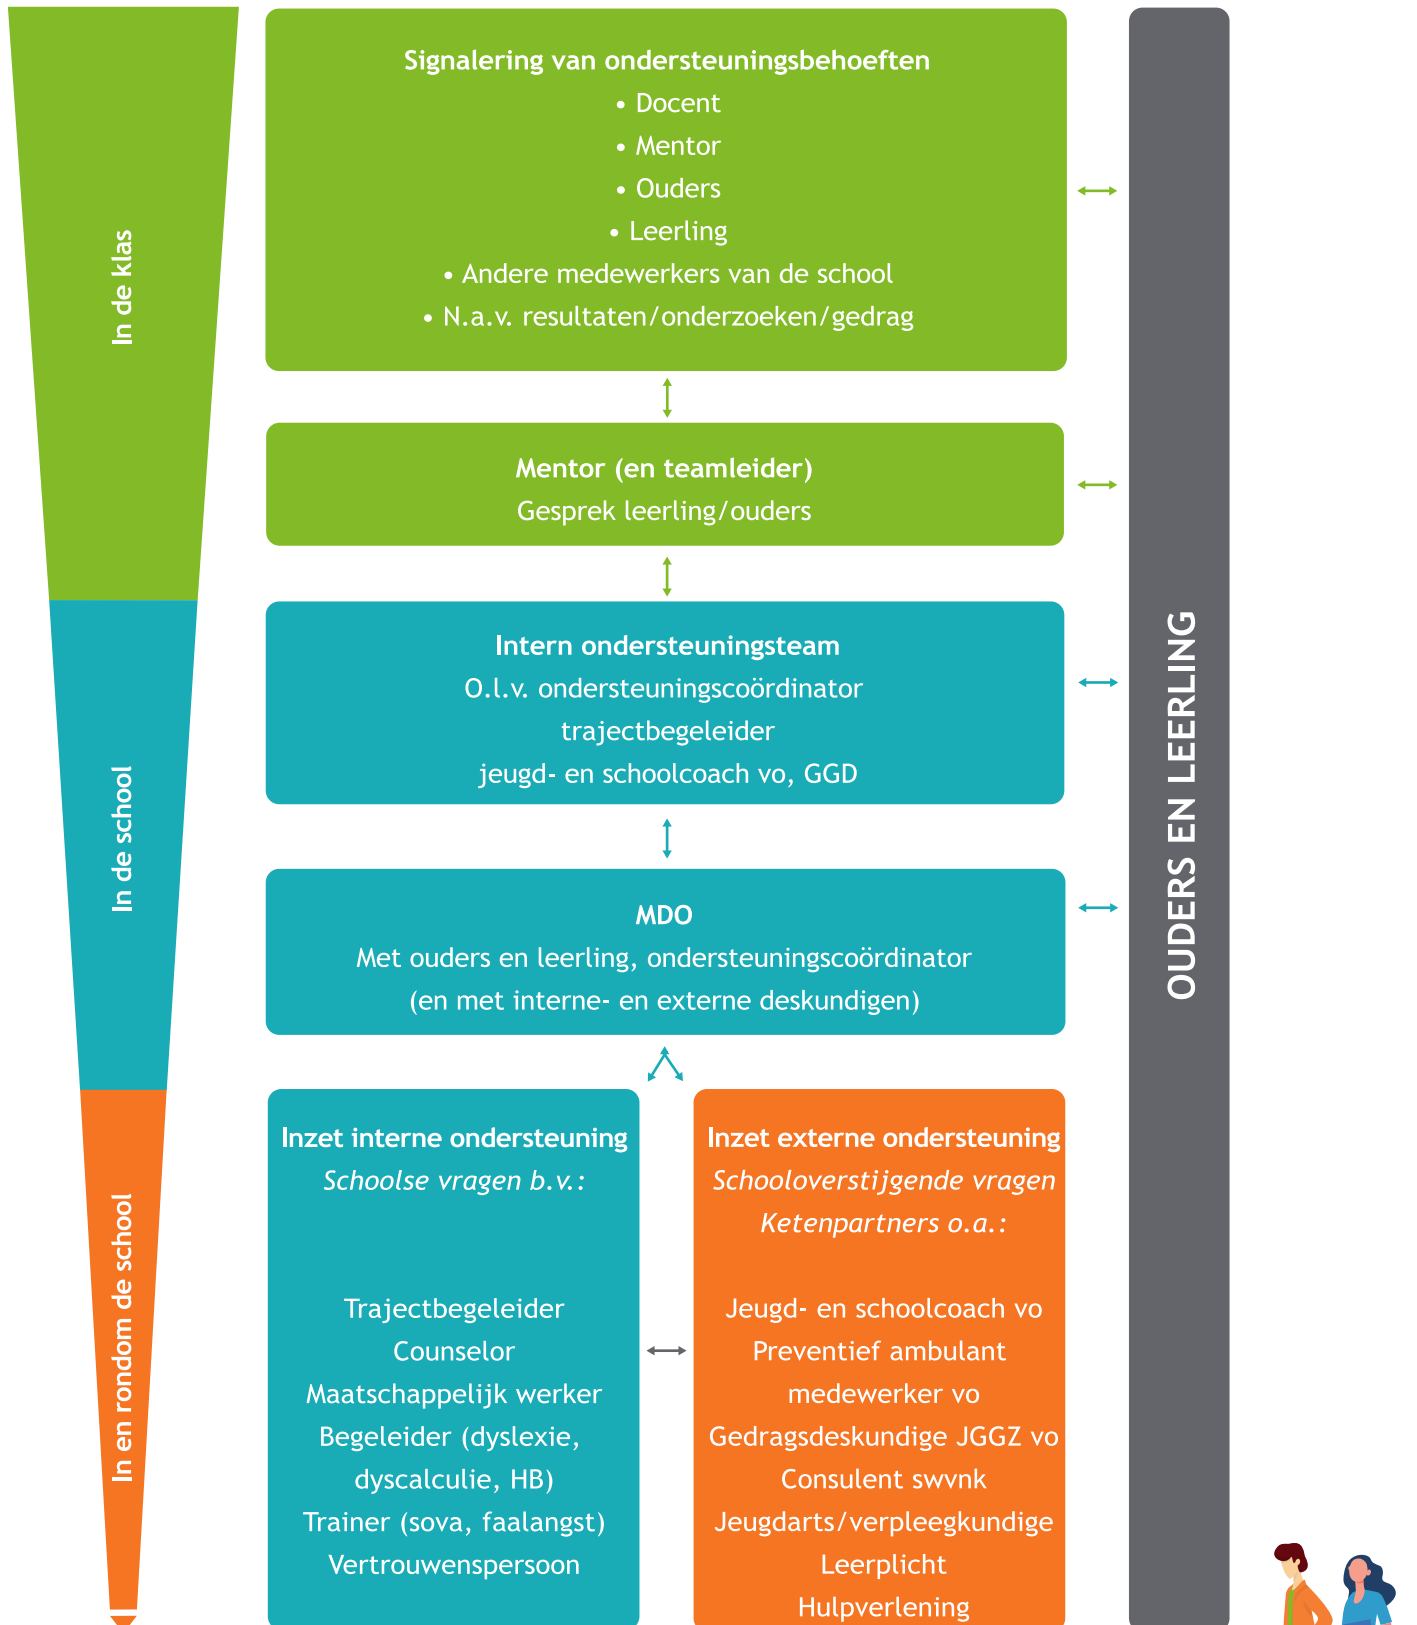 In de klas
Signalering van ondersteuningsbehoeften
• Docent
• Mentor
• Ouders
• Leerling
• Andere medewerkers van de school
• N.a.v. resultaten/onderzoeken/gedrag
Mentor (en teamleider)
Gesprek leerling/ouders
In de school
Intern ondersteuningsteam
O.l.v. ondersteuningscoördinator
trajectbegeleider
jeugd- en schoolcoach vo, GGD
MDO
Met ouders en leerling, ondersteuningscoördinator
(en met interne- en externe deskundigen)
In en rondom de school
Inzet interne ondersteuning
Schoolse vragen b.v.:
Trajectbegeleider
Counselor
Maatschappelijk werker
Begeleider (dyslexie,
dyscalculie, HB)
Trainer (sova, faalangst)
Vertrouwenspersoon
Inzet externe ondersteuning
Schooloverstijgende vragen
Ketenpartners o.a.:
Jeugd- en schoolcoach vo
Preventief ambulant
medewerker vo
Gedragsdeskundige JGGZ vo
Consulent swvnk
Jeugdarts/verpleegkundige
Leerplicht
Hulpverlening
OUDERS EN LEERLING